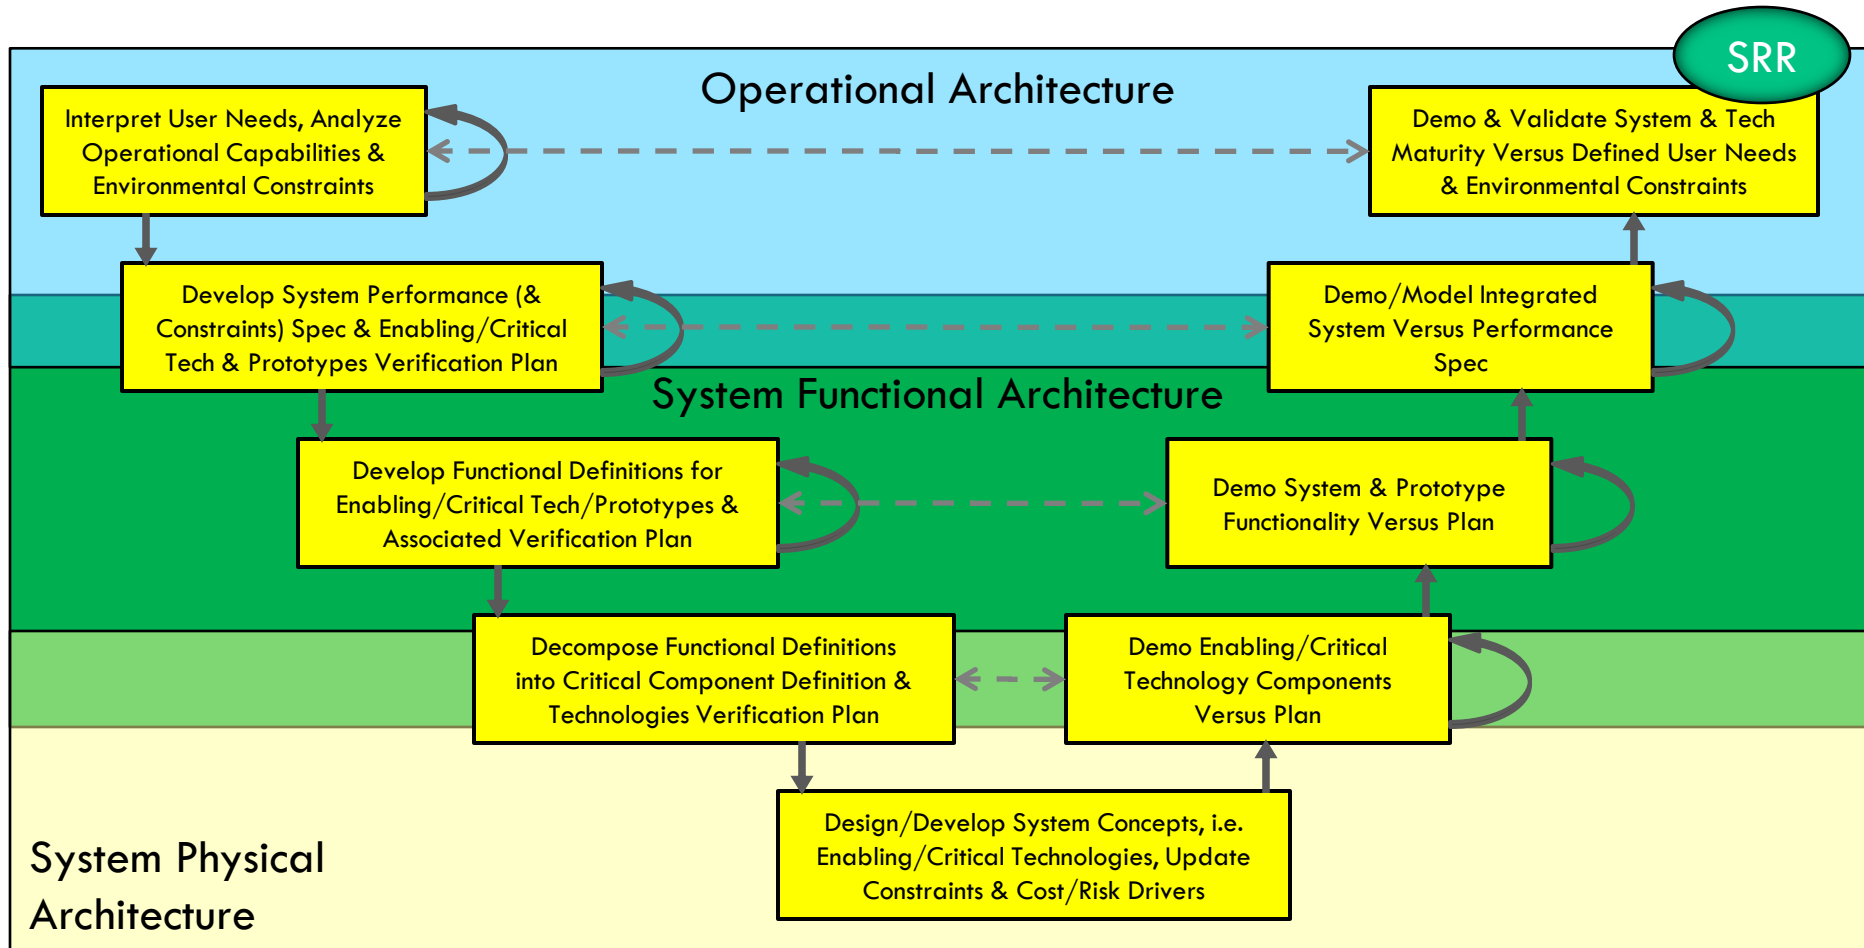 SRR
Operational Architecture
Interpret User Needs, Analyze
Operational Capabilities &
Environmental Constraints
Demo & Validate System & Tech
Maturity Versus Defined User Needs
& Environmental Constraints
Develop System Performance (&
Constraints) Spec & Enabling/Critical
Tech & Prototypes Verification Plan
Demo/Model Integrated
System Versus Performance
Spec
System Functional Architecture
Develop Functional Definitions for
Enabling/Critical Tech/Prototypes &
Associated Verification Plan
Demo System & Prototype
Functionality Versus Plan
Decompose Functional Definitions
into Critical Component Definition &
Technologies Verification Plan
Demo Enabling/Critical
Technology Components
Versus Plan
Design/Develop System Concepts, i.e.
Enabling/Critical Technologies, Update
Constraints & Cost/Risk Drivers
System Physical
Architecture